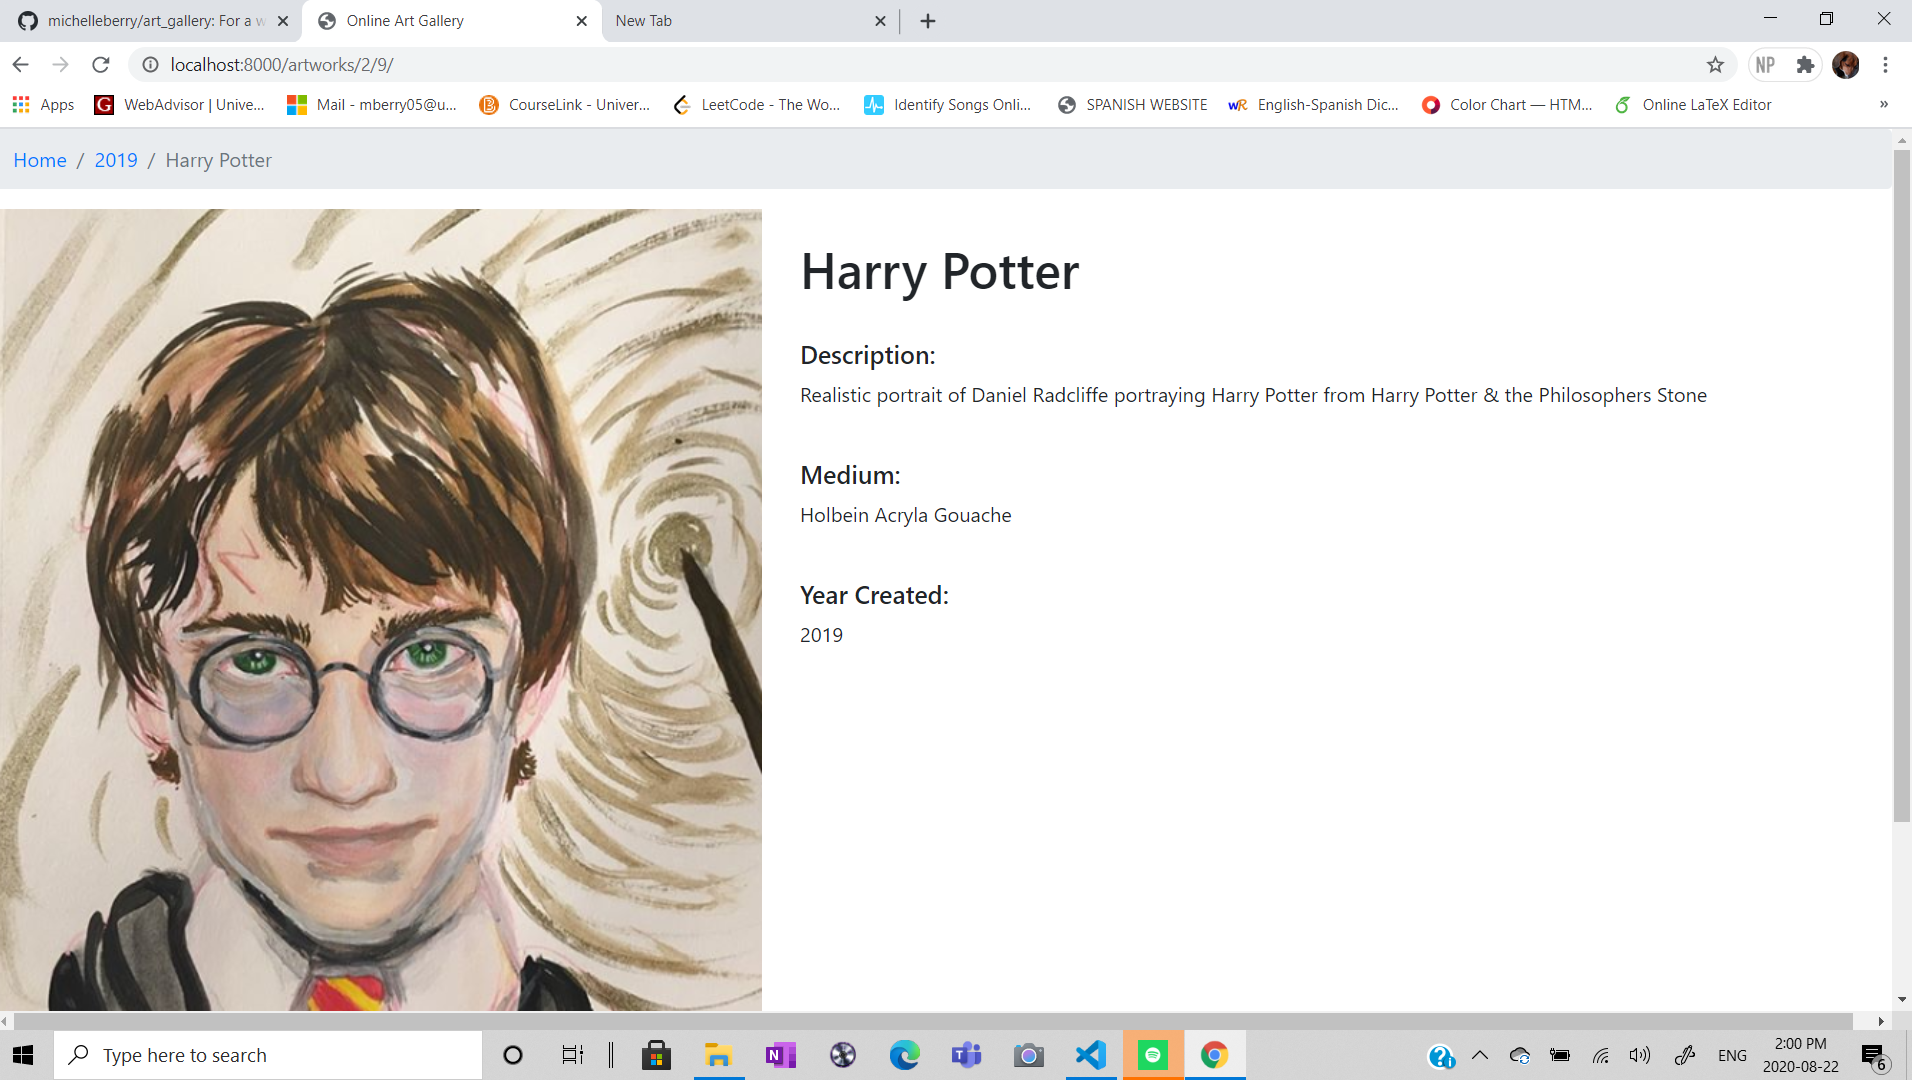 michelleberry/art_gallery: For a w
Online Art Gallery
New Tab
localhost:8000/artworks/2/9/
NP
Apps
WebAdvisor | Unive...
Mail - mberry05@u...
CourseLink - Univer...
LeetCode - The Wo...
Identify Songs Onli...
SPANISH WEBSITE
English-Spanish Dic...
Color Chart — HTM...
Online LaTeX Editor
»
Home / 2019 / Harry Potter
Harry Potter
Description:
Realistic portrait of Daniel Radcliffe portraying Harry Potter from Harry Potter & the Philosophers Stone
Medium:
Holbein Acryla Gouache
Year Created:
2019
Type here to search
ENG
2:00 PM
2020-08-22
6